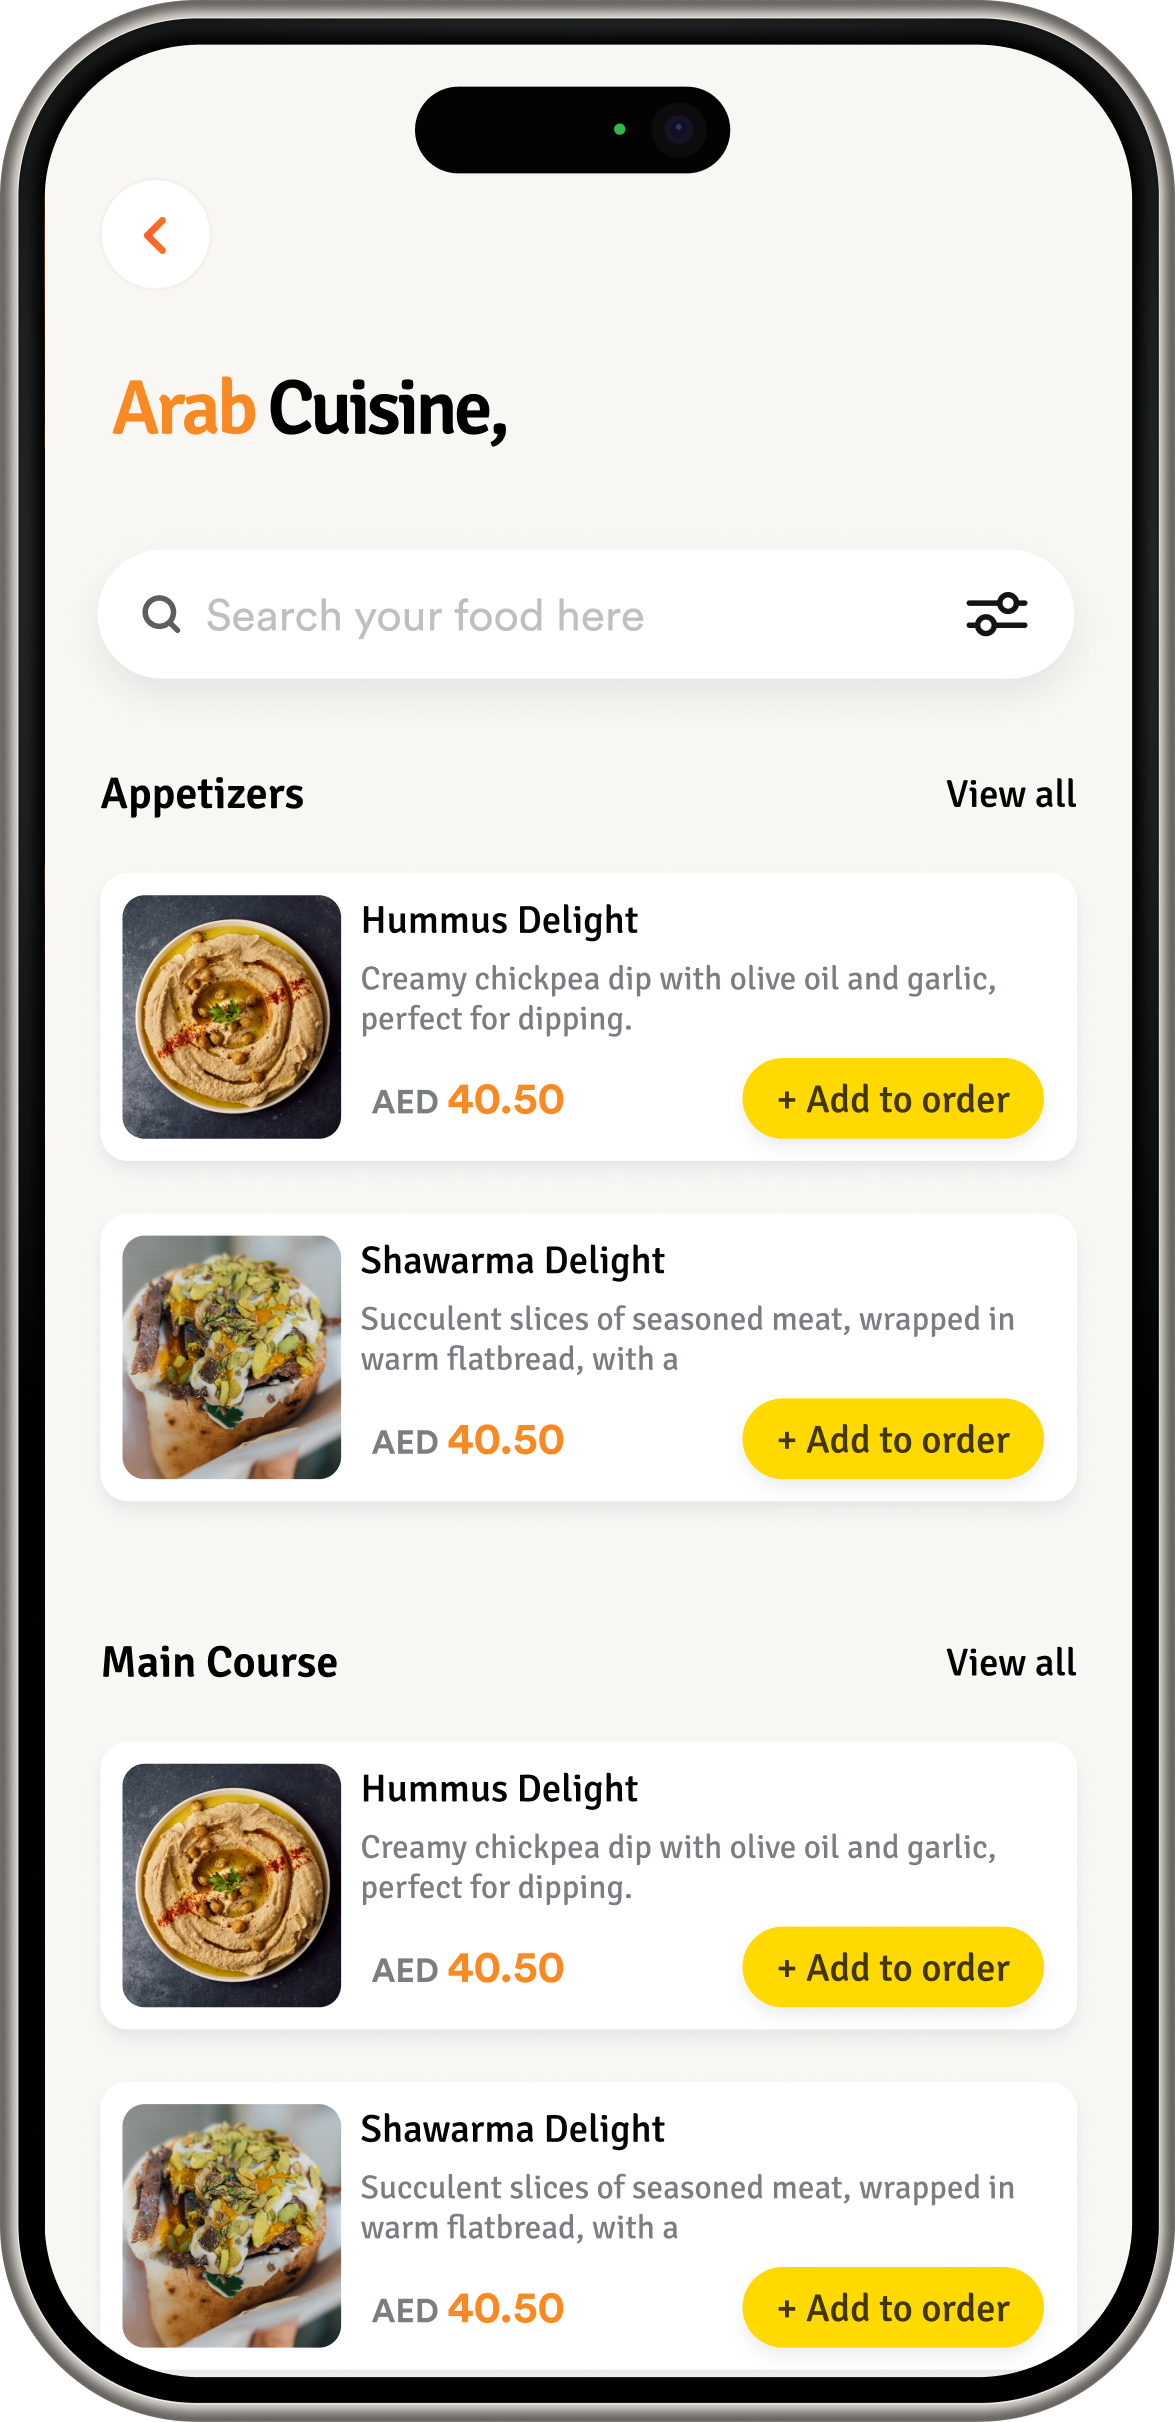 Arab Cuisine,
Search your food here
Appetizers
View all
Hummus Delight
Creamy chickpea dip with olive oil and garlic,
perfect for dipping.
AED 40.50
+ Add to order
Shawarma Delight
Succulent slices of seasoned meat, wrapped in
warm flatbread, with a
AED 40.50
+ Add to order
Main Course
View all
Hummus Delight
Creamy chickpea dip with olive oil and garlic,
perfect for dipping.
AED 40.50
+ Add to order
Shawarma Delight
Succulent slices of seasoned meat, wrapped in
warm flatbread, with a
AED 40.50
+ Add to order